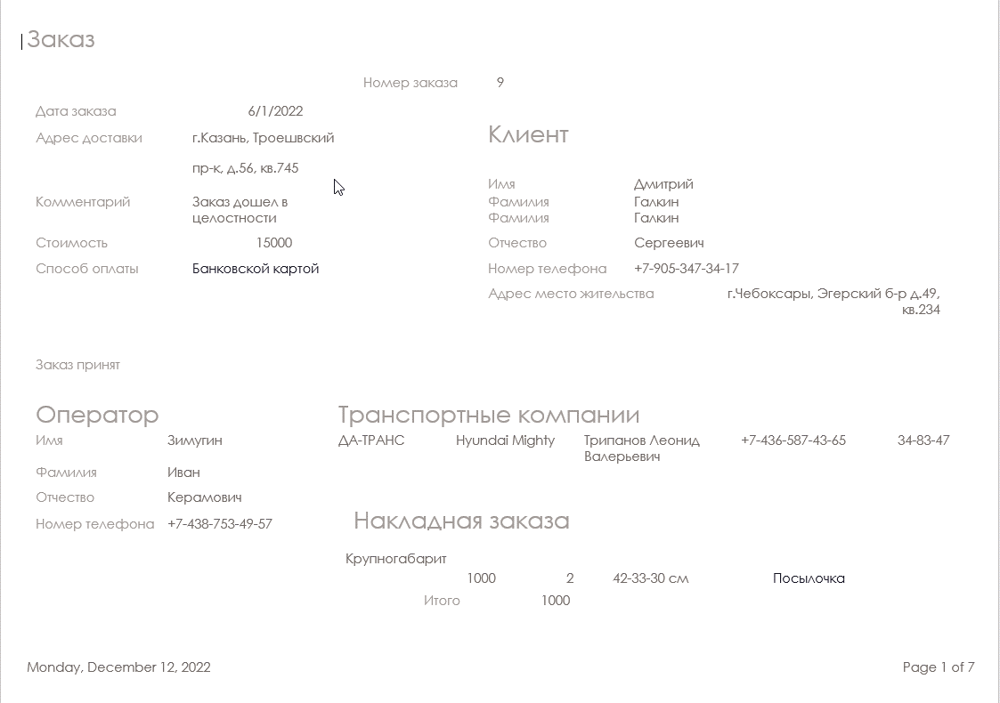 Заказ
Номер заказа 9
Дата заказа 6/1/2022
Адрес доставки г.Казань, Троешвский
пр-к, д.56, кв.745
Комментарий Заказ дошел в
целостности
Стоимость 15000
Способ оплаты Банковской картой
Клиент
Имя Дмитрий
Фамилия Галкин
Фамилия Галкин
Отчество Сергеевич
Номер телефона +7-905-347-34-17
Адрес место жительства г.Чебоксары, Эгерский б-р д.49,
кв.234
Заказ принят
Оператор
Имя Зимугин
Фамилия Иван
Отчество Керамович
Номер телефона +7-438-753-49-57
Транспортные компании
ДА-ТРАНС Hyundai Mighty Трипанов Леонид +7-436-587-43-65 34-83-47
Валерьевич
Накладная заказа
Крупногабарит
1000 2 42-33-30 см Посылочка
Итого 1000
Monday, December 12, 2022 Page 1 of 7